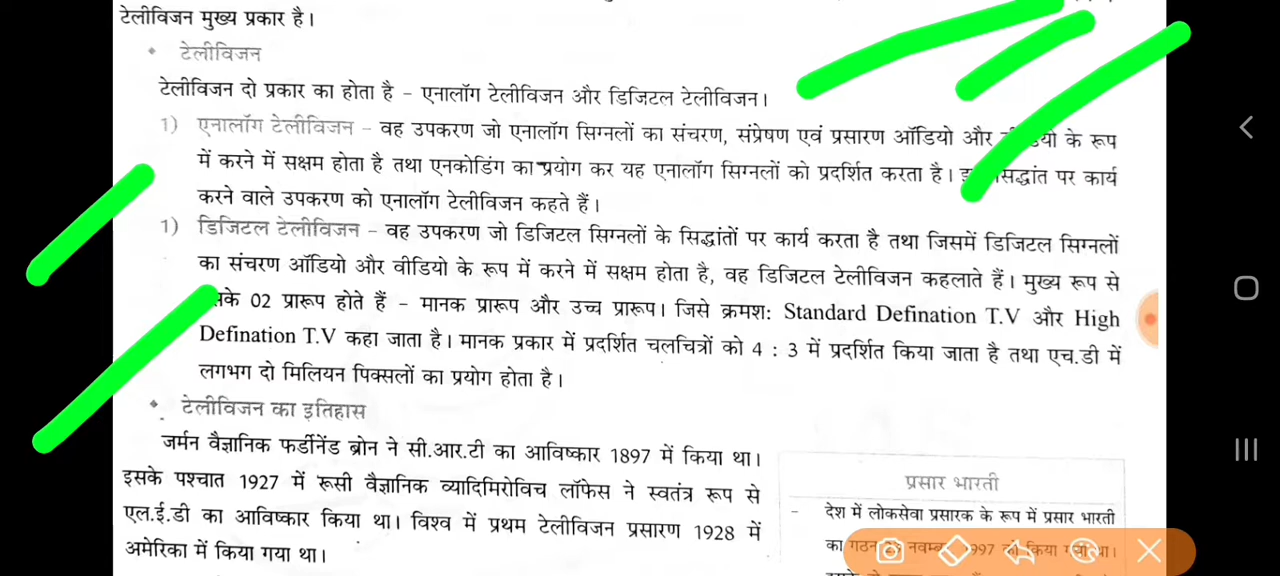 टेलीविजन मुख्य प्रकार है।
टेलीविजन
टेलीविजन दो प्रकार का होता है - एनालॉग टेलीविजन और डिजिटल टेलीविजन।
1) एनालॉग टेलीविजन - वह उपकरण जो एनालॉग सिग्नलों का संचरण, संप्रेषण एवं प्रसारण ऑडियो और के रूप
में करने में सक्षम होता है तथा एनकोडिंग का प्रयोग कर यह एनालॉग सिग्नलों को प्रदर्शित करता है। सिद्धांत पर कार्य
करने वाले उपकरण को एनालॉग टेलीविजन कहते हैं।
1) डिजिटल टेलीविजन - वह उपकरण जो डिजिटल सिग्नलों के सिद्धांतों पर कार्य करता है तथा जिसमें डिजिटल सिग्नलों
का संचरण ऑडियो और वीडियो के रूप में करने में सक्षम होता है, वह डिजिटल टेलीविजन कहलाते हैं। मुख्य रूप से
02 प्रारूप होते हैं - मानक प्रारूप और उच्च प्रारूप। जिसे क्रमश: Standard Defination T.V और High
Defination T.V कहा जाता है। मानक प्रकार में प्रदर्शित चलचित्रों को 4 : 3 में प्रदर्शित किया जाता है तथा एच.डी में
लगभग दो मिलियन पिक्सलों का प्रयोग होता है।
टेलीविजन का इतिहास
जर्मन वैज्ञानिक फर्डीनेंड ब्रोन ने सी.आर.टी का आविष्कार 1897 में किया था।
इसके पश्चात 1927 में रूसी वैज्ञानिक व्यादिमिरोविच लॉफेस ने स्वतंत्र रूप से
एल.ई.डी का आविष्कार किया था। विश्व में प्रथम टेलीविजन प्रसारण 1928 में
अमेरिका में किया गया था।
प्रसार भारती
- देश में लोकसेवा प्रसारक के रूप में प्रसार भारती
का गठन नवम्बर 1997 को किया गया था।